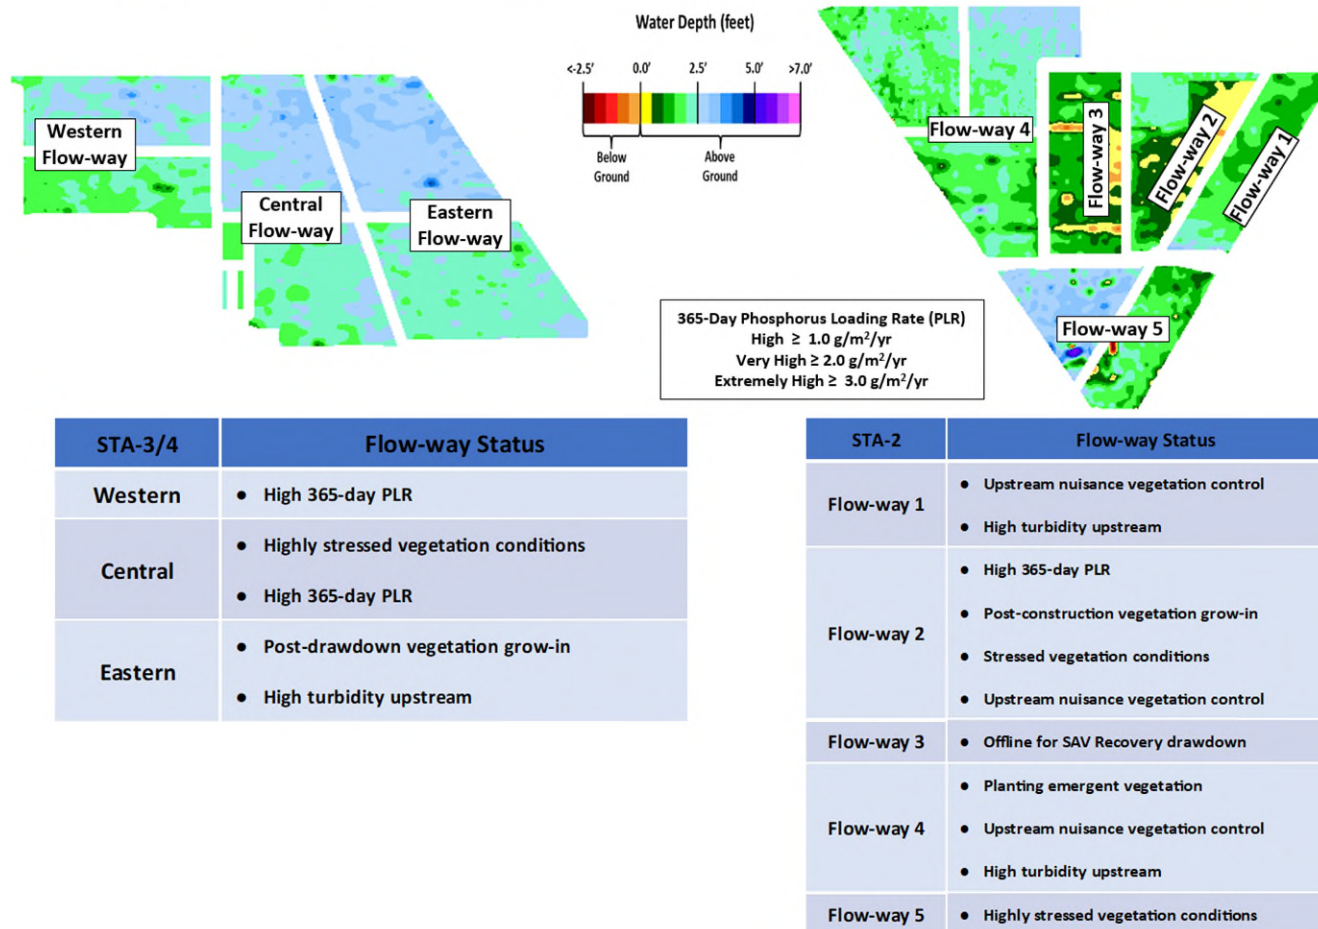 Water Depth (feet)
<-2.5' 0.0' 2.5' 5.0' >7.0'
Below
Ground
Above
Ground
Western
Flow-way
Central
Flow-way
Eastern
Flow-way
Flow-way 4
Flow-way 3
Flow-way 2
Flow-way 1
Flow-way 5
365-Day Phosphorus Loading Rate (PLR)
High ≥ 1.0 g/m²/yr
Very High ≥ 2.0 g/m²/yr
Extremely High ≥ 3.0 g/m²/yr
STA-3/4 Flow-way Status
Western
● High 365-day PLR
Central
● Highly stressed vegetation conditions
● High 365-day PLR
Eastern
● Post-drawdown vegetation grow-in
● High turbidity upstream
STA-2 Flow-way Status
Flow-way 1
● Upstream nuisance vegetation control
● High turbidity upstream
Flow-way 2
● High 365-day PLR
● Post-construction vegetation grow-in
● Stressed vegetation conditions
● Upstream nuisance vegetation control
Flow-way 3
● Offline for SAV Recovery drawdown
Flow-way 4
● Planting emergent vegetation
● Upstream nuisance vegetation control
● High turbidity upstream
Flow-way 5
● Highly stressed vegetation conditions